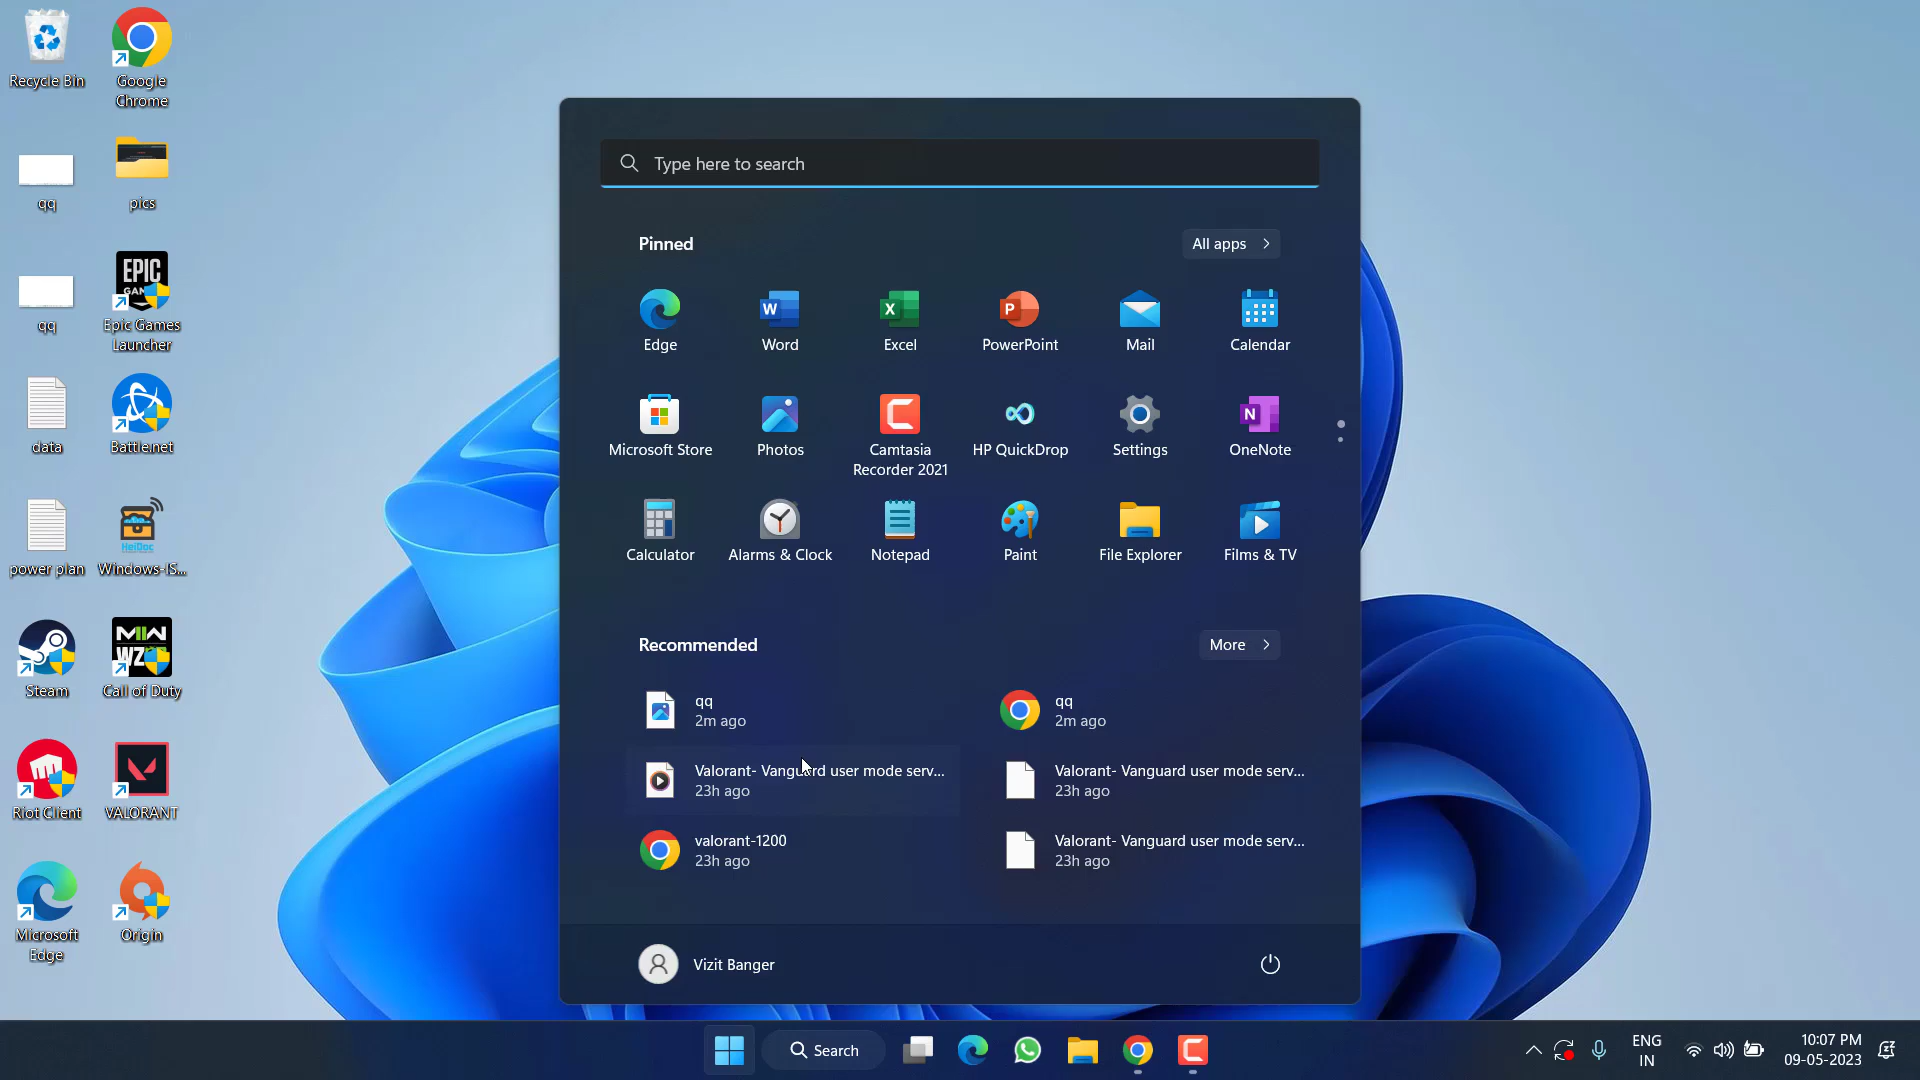 Recycle Bin
Google
Chrome
qq
pics
qq
EPIC
GAMES
Epic Games
Launcher
data
Battle.net
power plan
HeiDoc
Windows-IS...
Steam
MW
WZ
Call of Duty
Riot Client
VALORANT
Microsoft
Edge
Origin
Type here to search
Pinned
All apps
Edge
W
Word
X
Excel
P
PowerPoint
Mail
Calendar
Microsoft Store
Photos
Camtasia
Recorder 2021
HP QuickDrop
Settings
N
OneNote
Calculator
Alarms & Clock
Notepad
Paint
File Explorer
Films & TV
Recommended
More
qq
2m ago
qq
2m ago
Valorant- Vanguard user mode serv...
23h ago
Valorant- Vanguard user mode serv...
23h ago
valorant-1200
23h ago
Valorant- Vanguard user mode serv...
23h ago
Vizit Banger
Search
ENG
IN
10:07 PM
09-05-2023